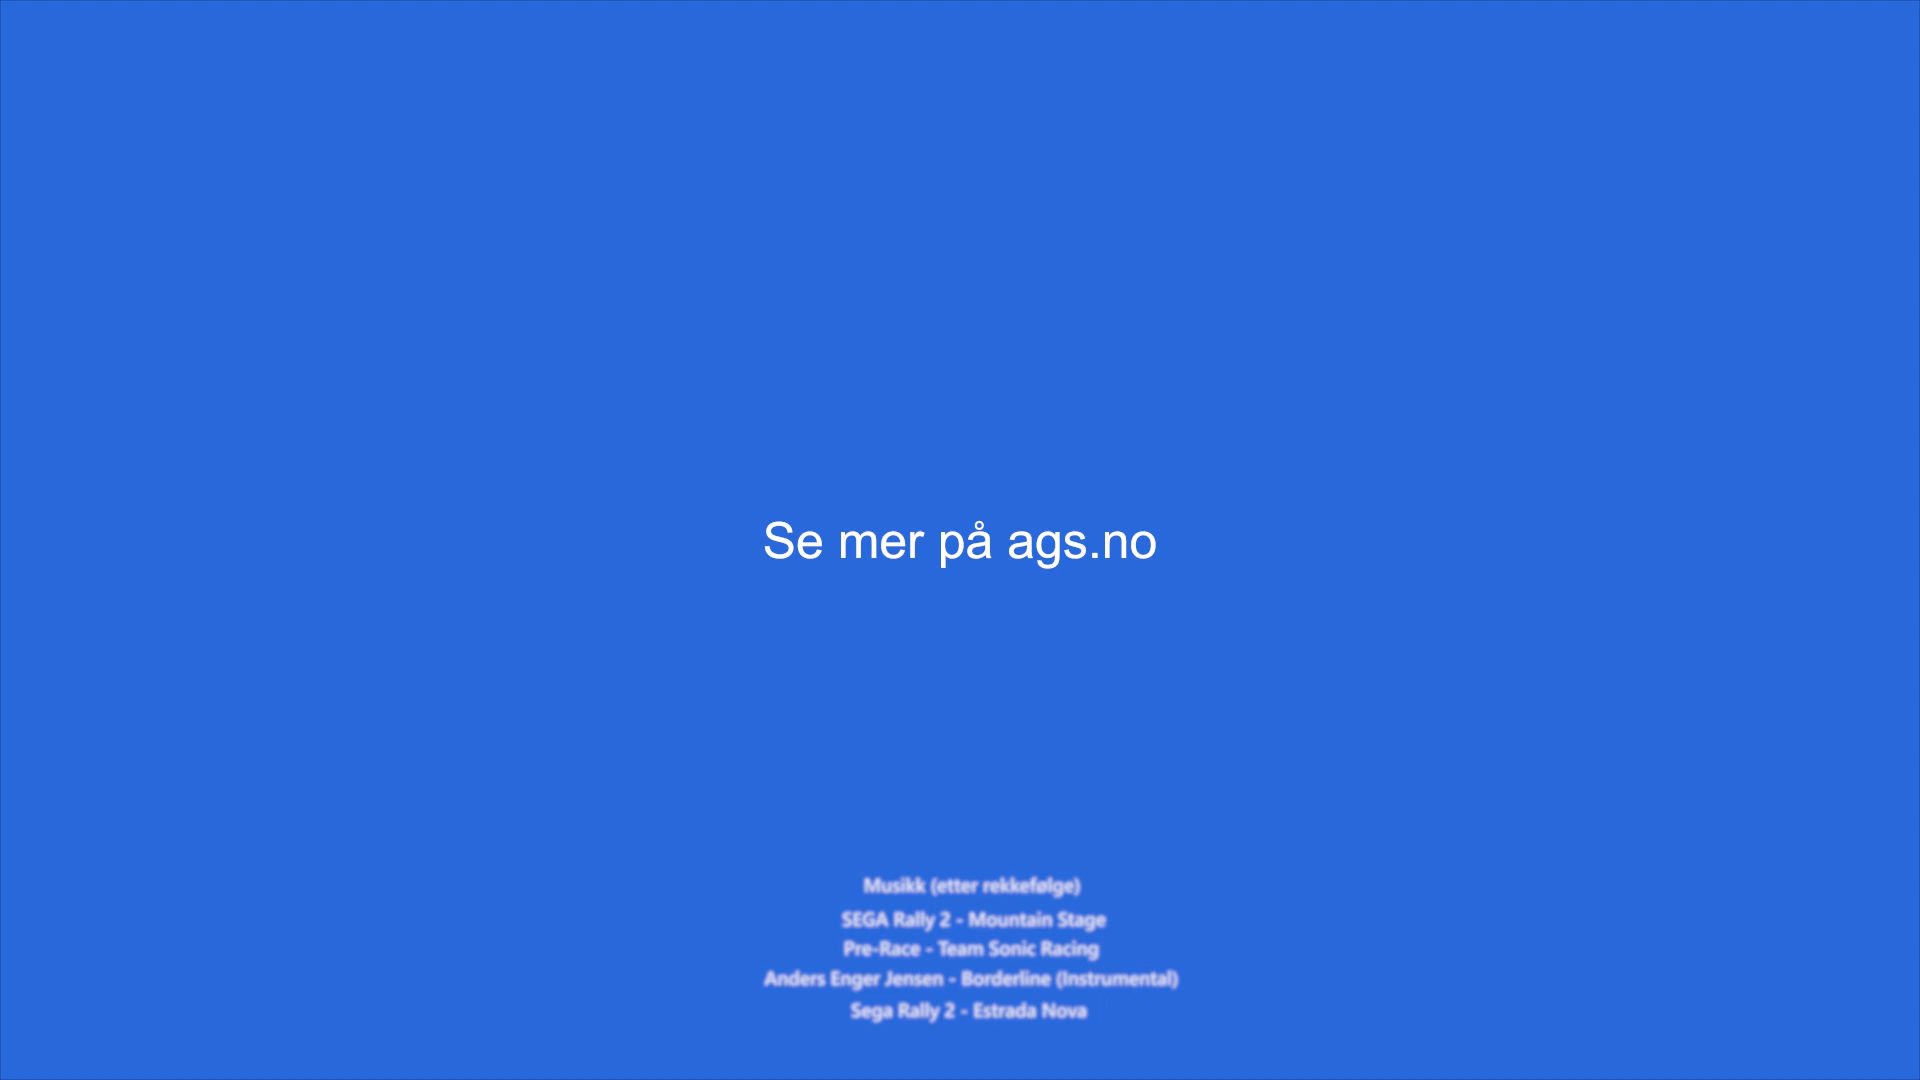 Se mer på ags.no
Musikk (etter rekkefølge)
SEGA Rally 2 - Mountain Stage
Pre-Race - Team Sonic Racing
Anders Enger Jensen - Borderline (Instrumental)
Sega Rally 2 - Estrada Nova